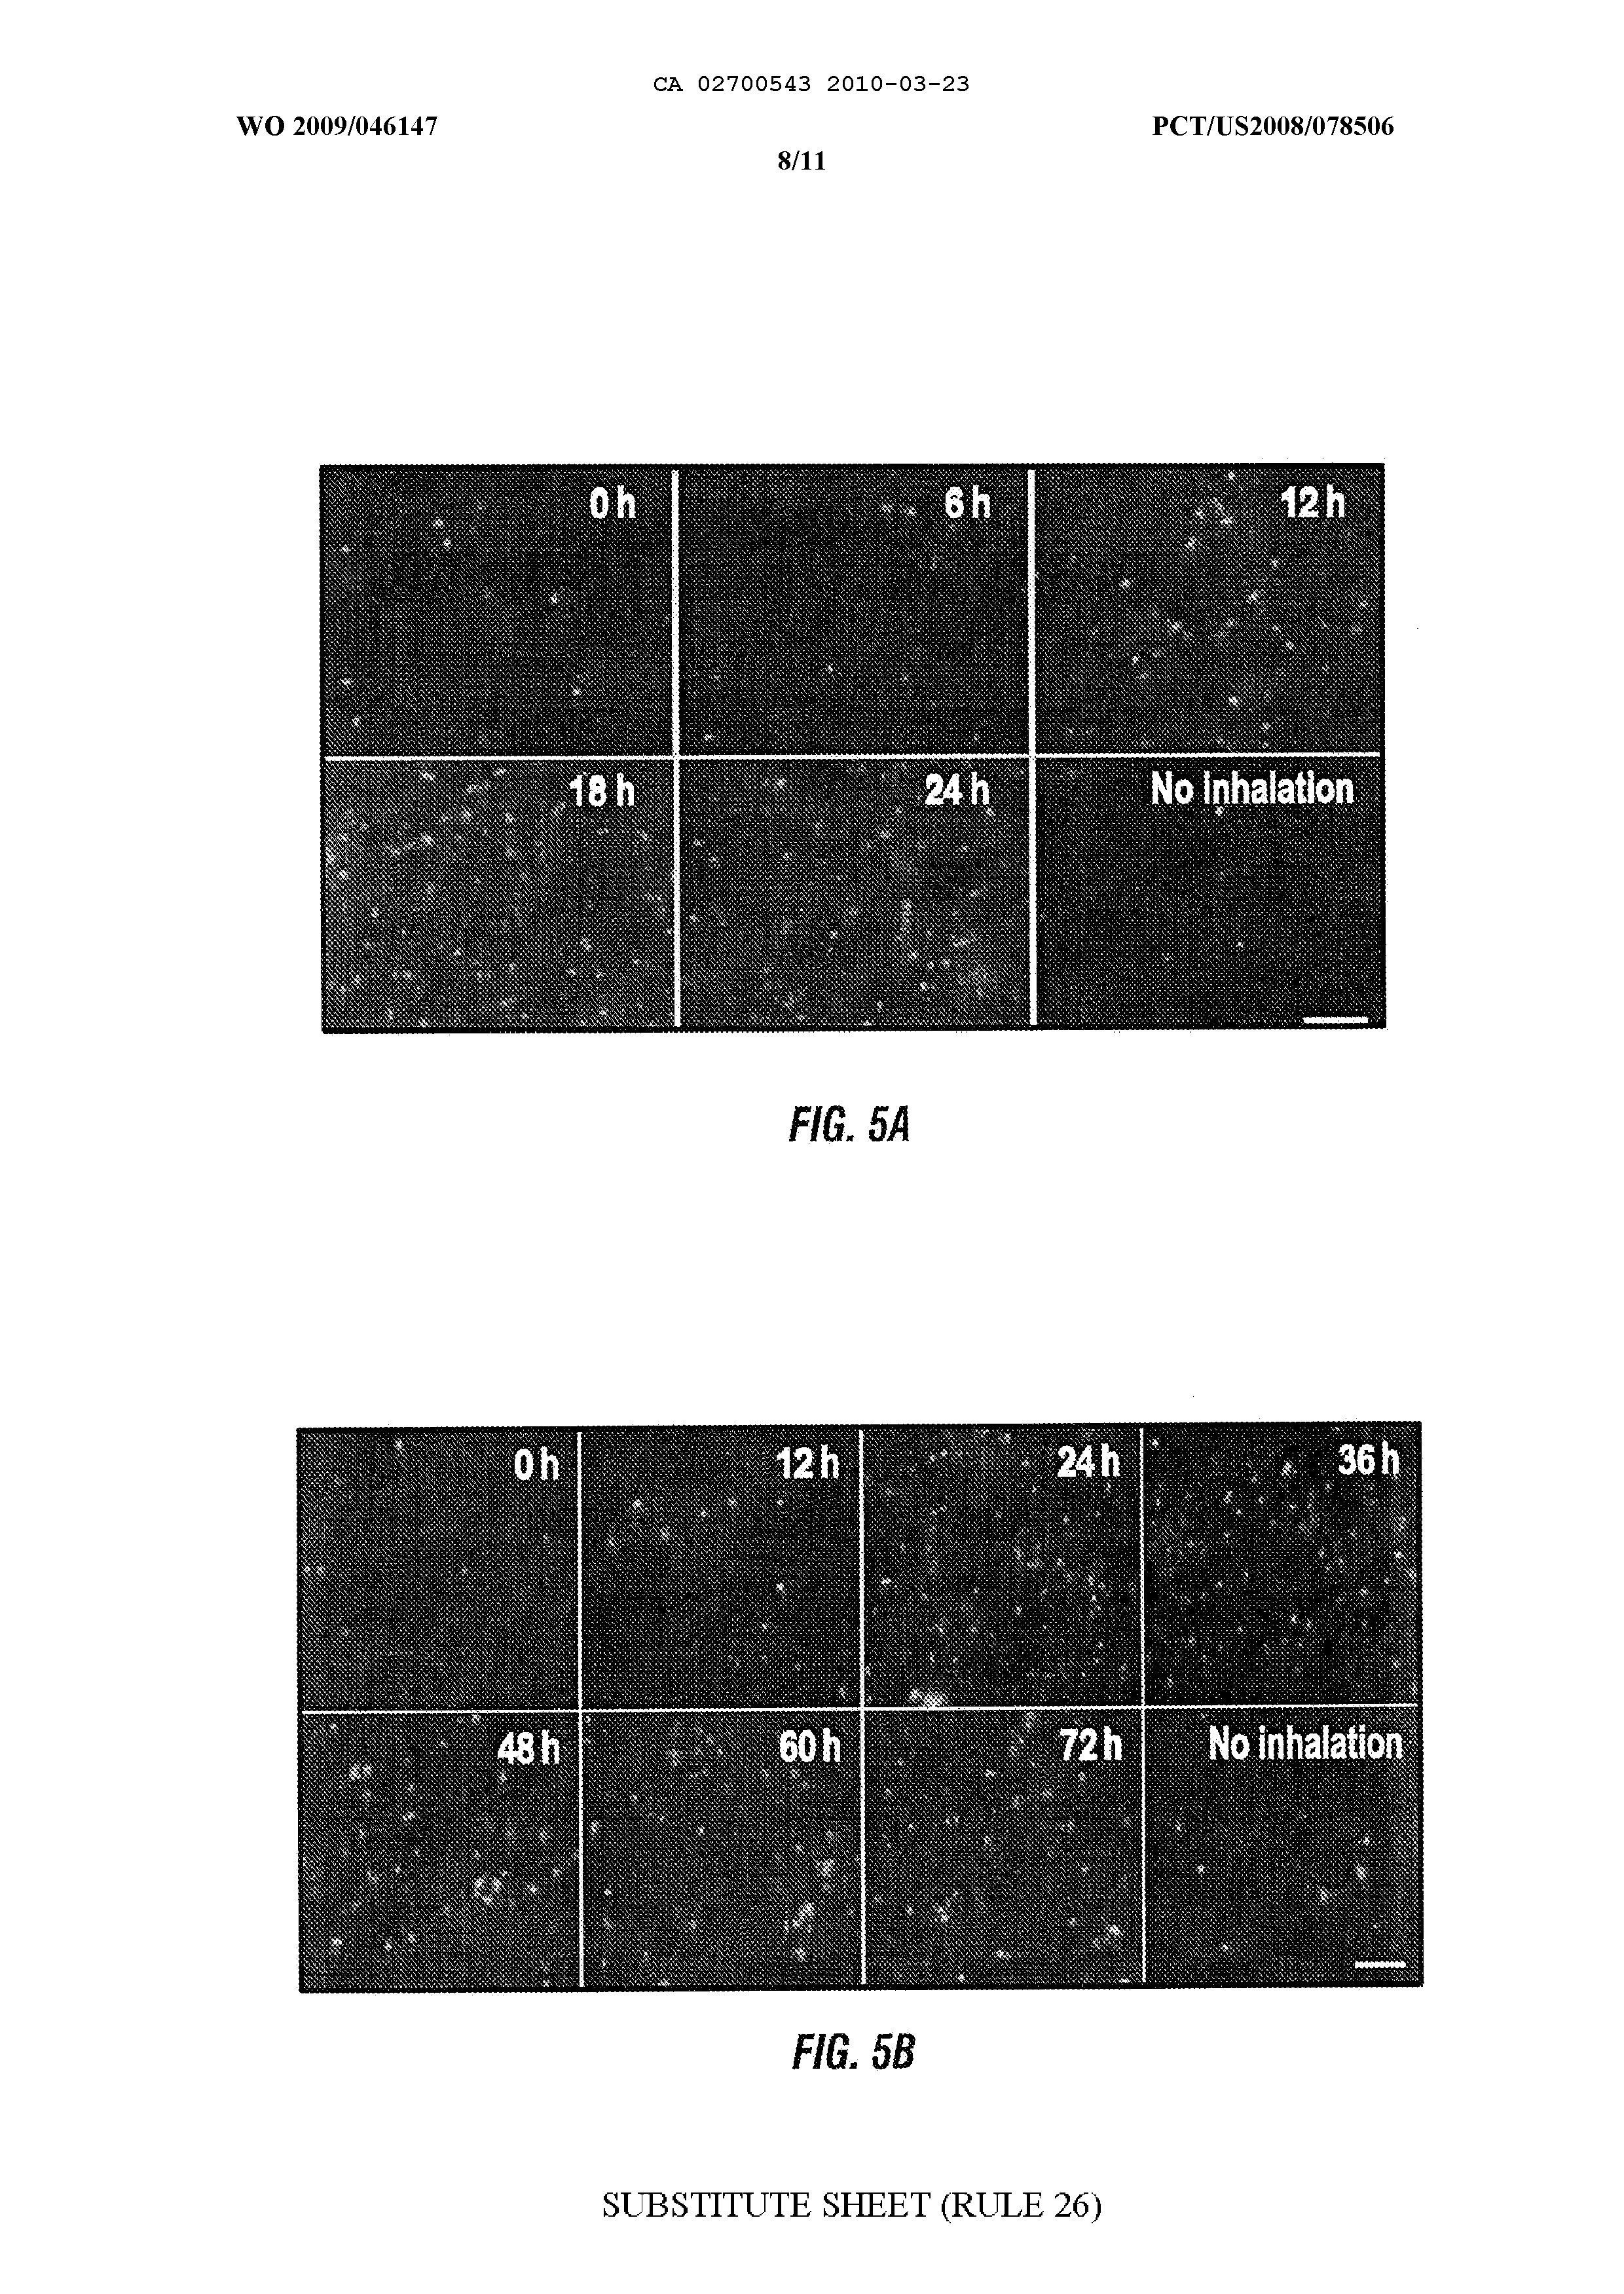 CA 02700543 2010-03-23
WO 2009/046147 PCT/US2008/078506
8/11
0 h 6 h 12 h
18 h 24 h No Inhalation
FIG. 5A
0 h 12 h 24 h 36 h
48 h 60 h 72 h No inhalation
FIG. 5B
SUBSTITUTE SHEET (RULE 26)